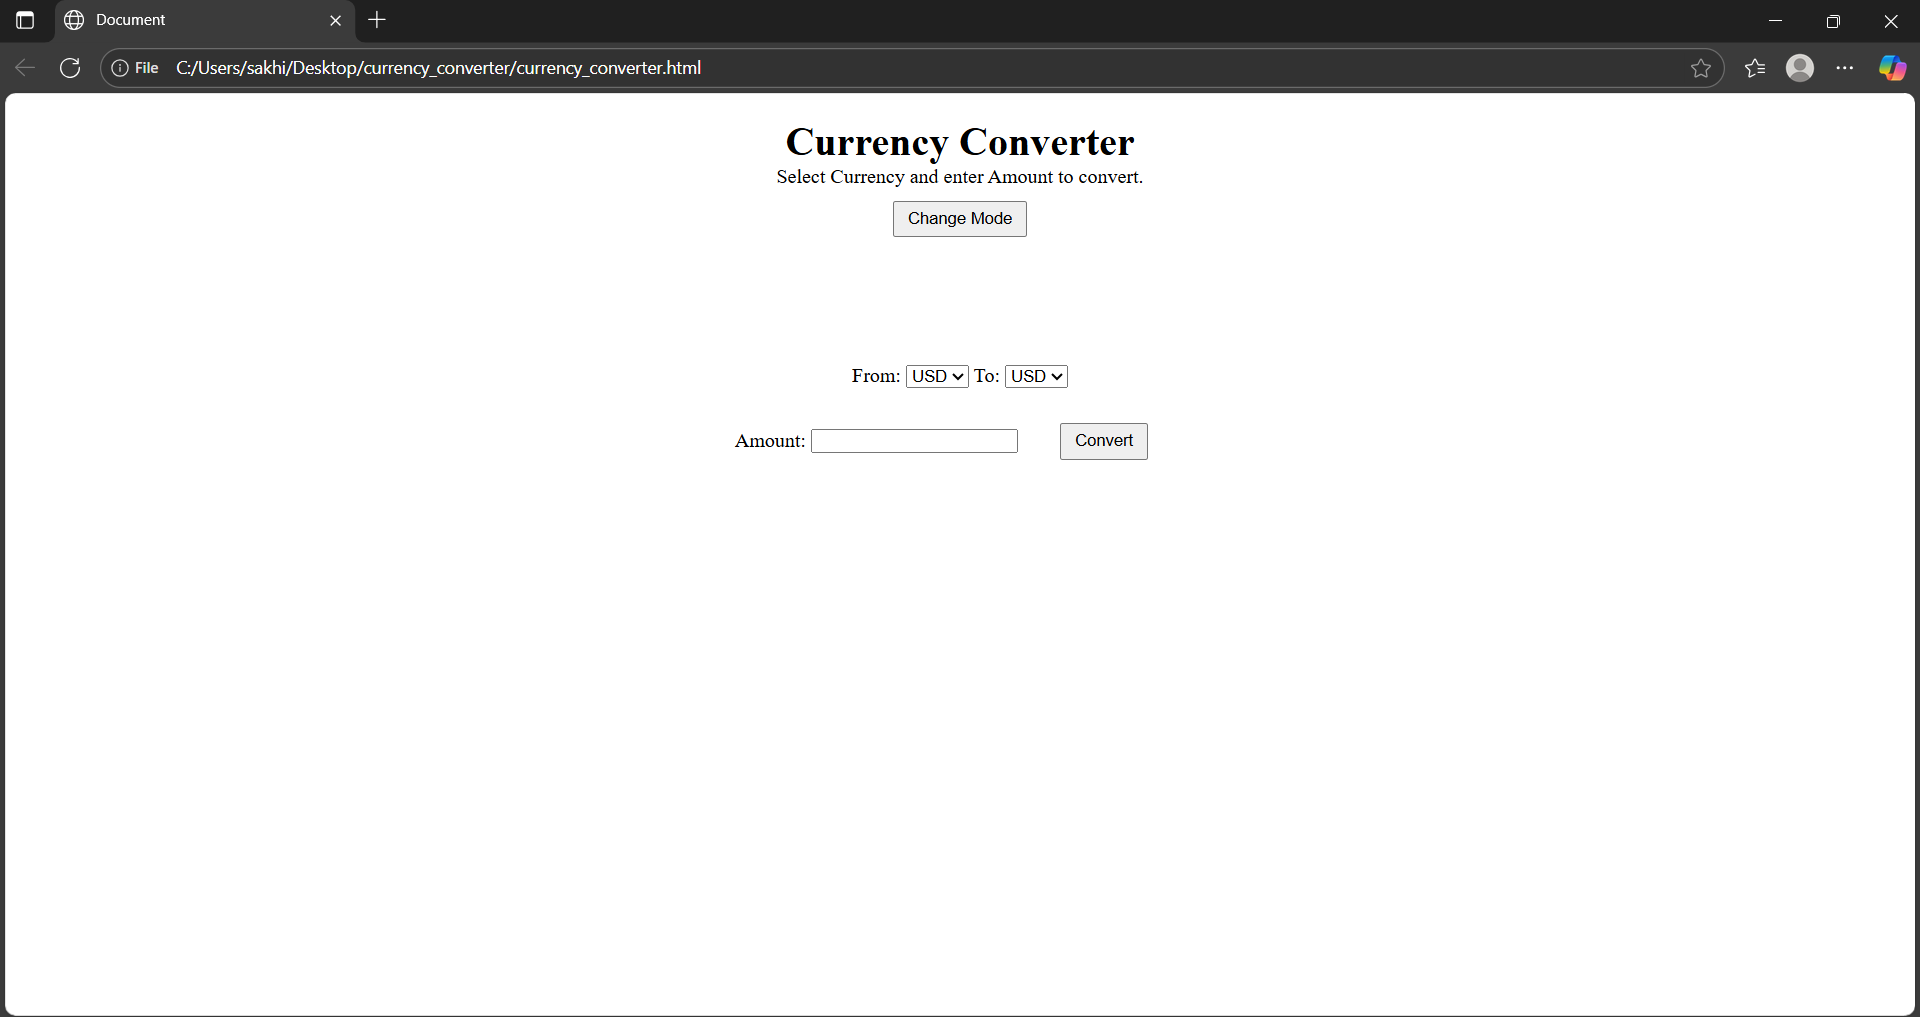 Document
File C:/Users/sakhi/Desktop/currency_converter/currency_converter.html
Currency Converter
Select Currency and enter Amount to convert.
Change Mode
From: USD To: USD
Amount: Convert